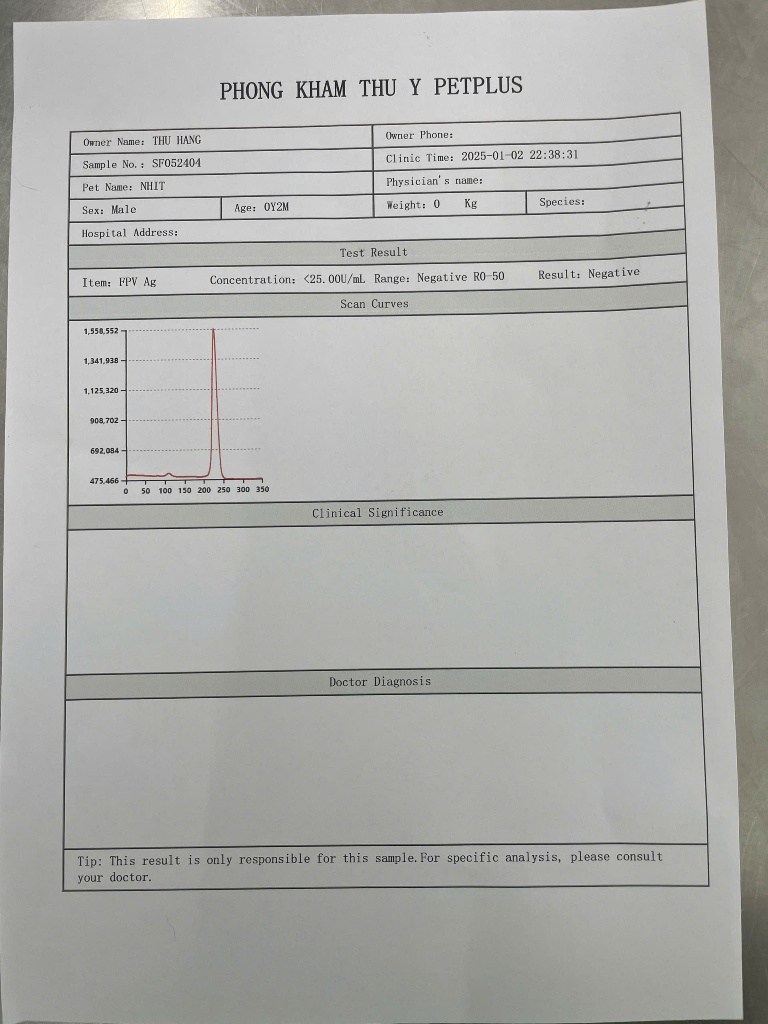 PHONG KHAM THU Y PETPLUS
Owner Name: THU HANG
Owner Phone:
Sample No.: SF052404
Clinic Time: 2025-01-02 22:38:31
Pet Name: NHIT
Physician's name:
Sex: Male
Age: 0Y2M
Weight: 0 Kg
Species:
Hospital Address:
Test Result
Item: FPV Ag Concentration: <25.00U/mL Range: Negative R0-50 Result: Negative
Scan Curves
1,558,552
1,341,938
1,125,320
908,702
692,084
475,466
0 50 100 150 200 250 300 350
Clinical Significance
Doctor Diagnosis
Tip: This result is only responsible for this sample.For specific analysis, please consult
your doctor.